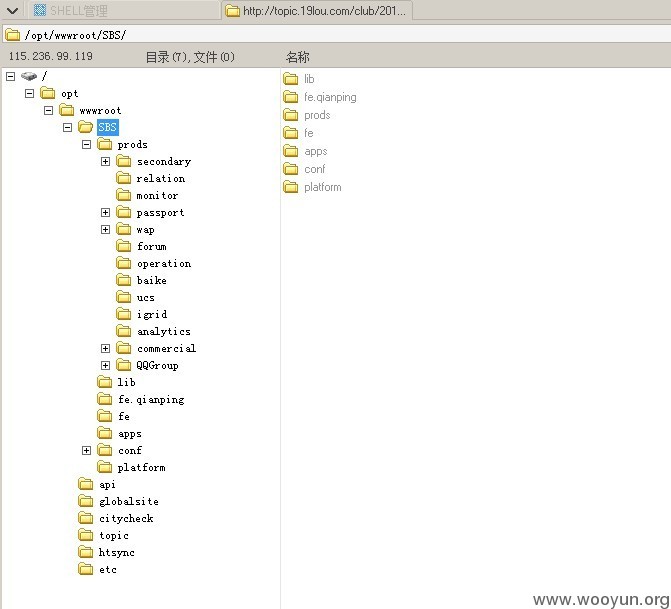 SHELL管理 http://topic.19lou.com/club/201...
/opt/wwwroot/SBS/
115.236.99.119 目录(7),文件(0) 名称
/
opt
wwwroot
SBS
prods
secondary
relation
monitor
passport
wap
forum
operation
baike
ucs
igrid
analytics
commercial
QQGroup
lib
fe.qianping
fe
apps
conf
platform
api
globalsite
citycheck
topic
htsync
etc
lib
fe.qianping
prods
fe
apps
conf
platform
www.wooyun.org